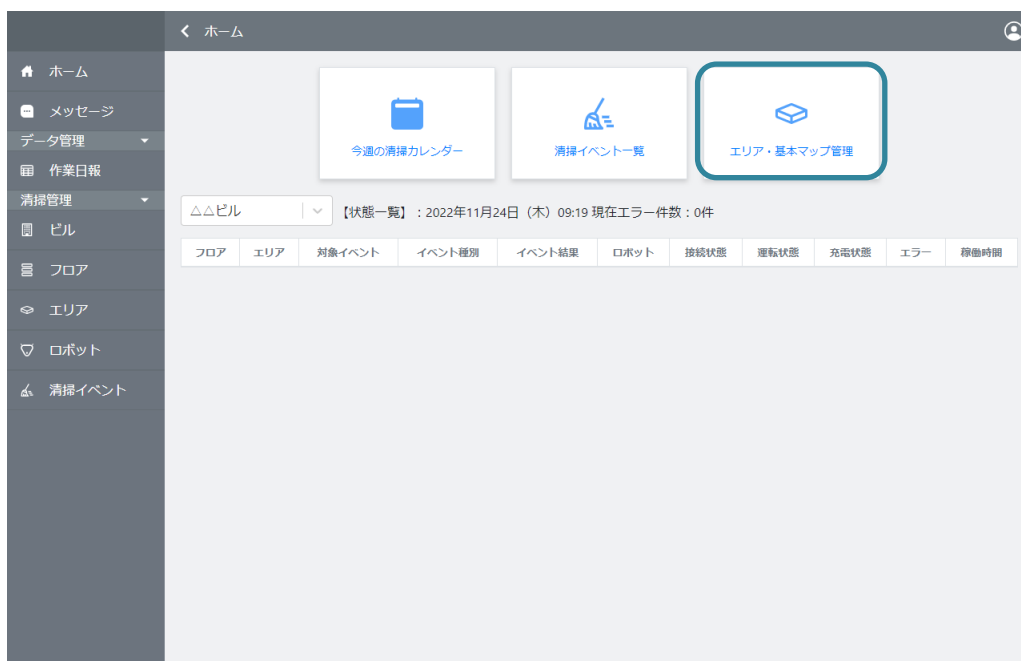 ホーム
ホーム
メッセージ
データ管理
作業日報
清掃管理
ビル
フロア
エリア
ロボット
清掃イベント
今週の清掃カレンダー
清掃イベント一覧
エリア・基本マップ管理
△△ビル
【状態一覧】：2022年11月24日（木）09:19 現在エラー件数：0件
フロア エリア 対象イベント イベント種別 イベント結果 ロボット 接続状態 運転状態 充電状態 エラー 稼働時間